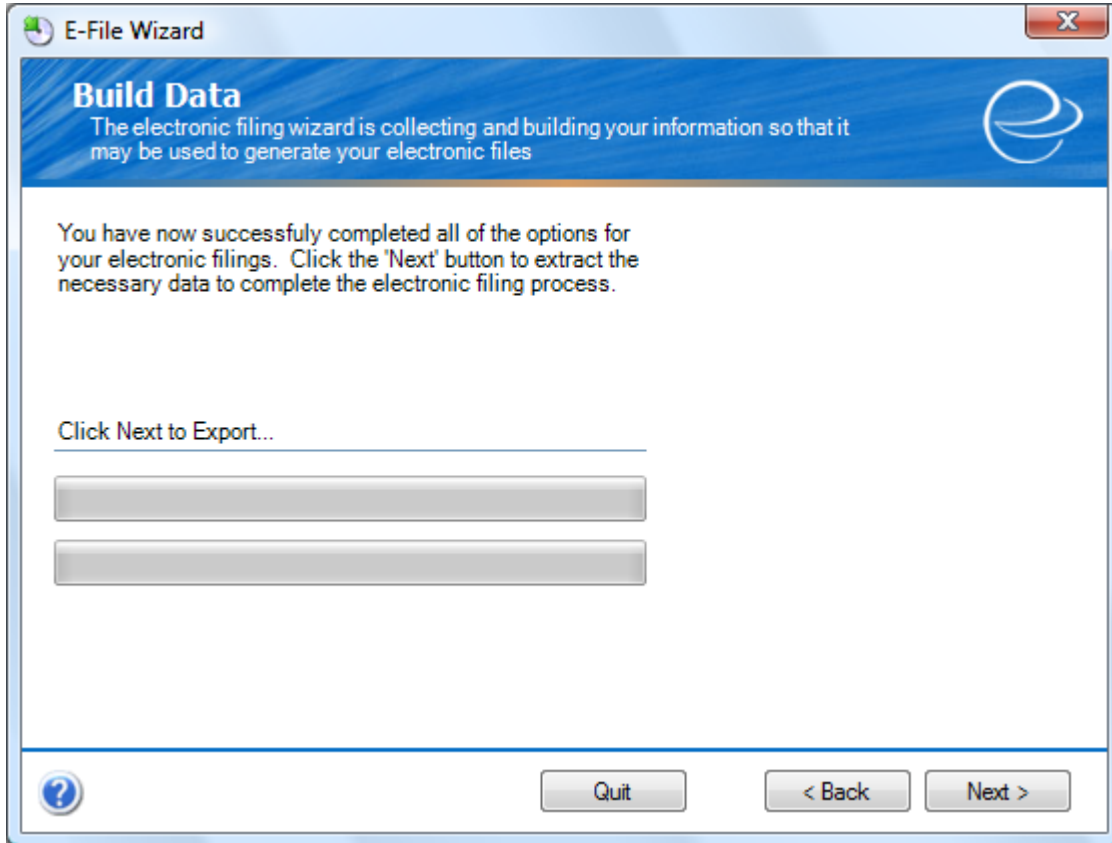 E-File Wizard
Build Data
The electronic filing wizard is collecting and building your information so that it
may be used to generate your electronic files
You have now successfuly completed all of the options for
your electronic filings.  Click the 'Next' button to extract the
necessary data to complete the electronic filing process.
Click Next to Export...
Quit
< Back
Next >